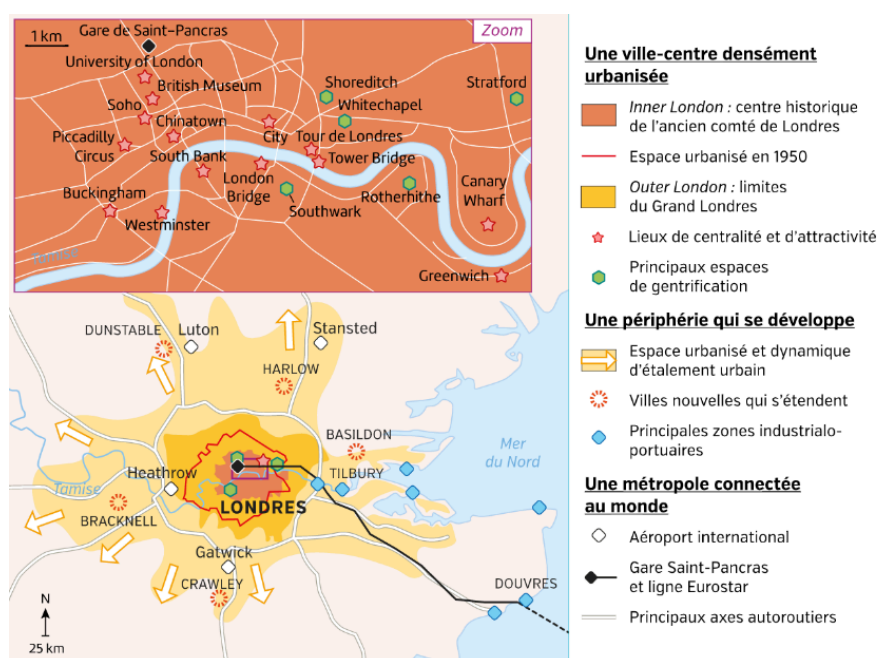 1 km
Gare de Saint-Pancras
Zoom
University of London
British Museum
Shoreditch
Stratford
Soho
Whitechapel
Chinatown
City
Tour de Londres
Piccadilly
Circus
South Bank
Tower Bridge
Buckingham
London
Bridge
Rotherhithe
Canary
Wharf
Southwark
Westminster
Tamise
Greenwich
DUNSTABLE
Luton
Stansted
HARLOW
BASILDON
Mer
du Nord
Heathrow
TILBURY
Tamise
LONDRES
BRACKNELL
Gatwick
CRAWLEY
DOUVRES
N
25 km
Une ville-centre densément
urbanisée
Inner London : centre historique
de l'ancien comté de Londres
Espace urbanisé en 1950
Outer London : limites
du Grand Londres
Lieux de centralité et d'attractivité
Principaux espaces
de gentrification
Une périphérie qui se développe
Espace urbanisé et dynamique
d'étalement urbain
Villes nouvelles qui s'étendent
Principales zones industrialo-
portuaires
Une métropole connectée
au monde
Aéroport international
Gare Saint-Pancras
et ligne Eurostar
Principaux axes autoroutiers